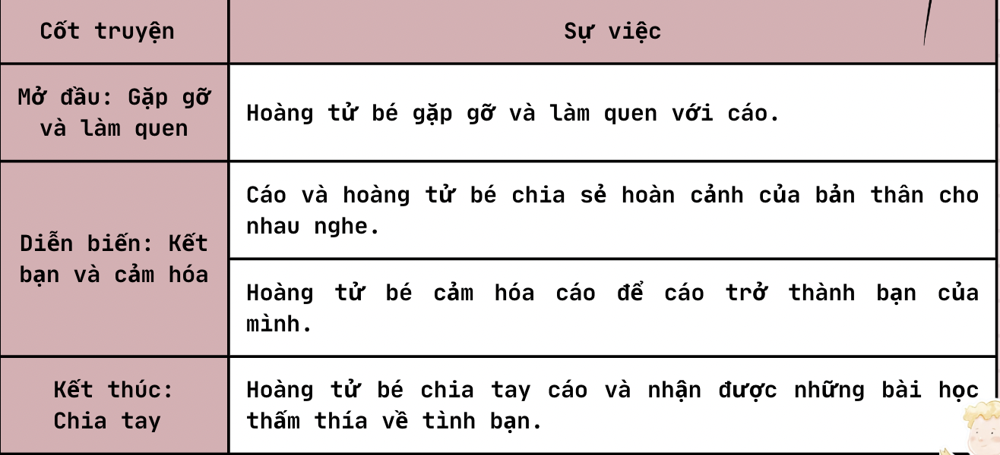 Cốt truyện
Sự việc
Mở đầu: Gặp gỡ
và làm quen
Hoàng tử bé gặp gỡ và làm quen với cáo.
Diễn biến: Kết
bạn và cảm hóa
Cáo và hoàng tử bé chia sẻ hoàn cảnh của bản thân cho
nhau nghe.
Hoàng tử bé cảm hóa cáo để cáo trở thành bạn của
mình.
Kết thúc:
Chia tay
Hoàng tử bé chia tay cáo và nhận được những bài học
thấm thía về tình bạn.